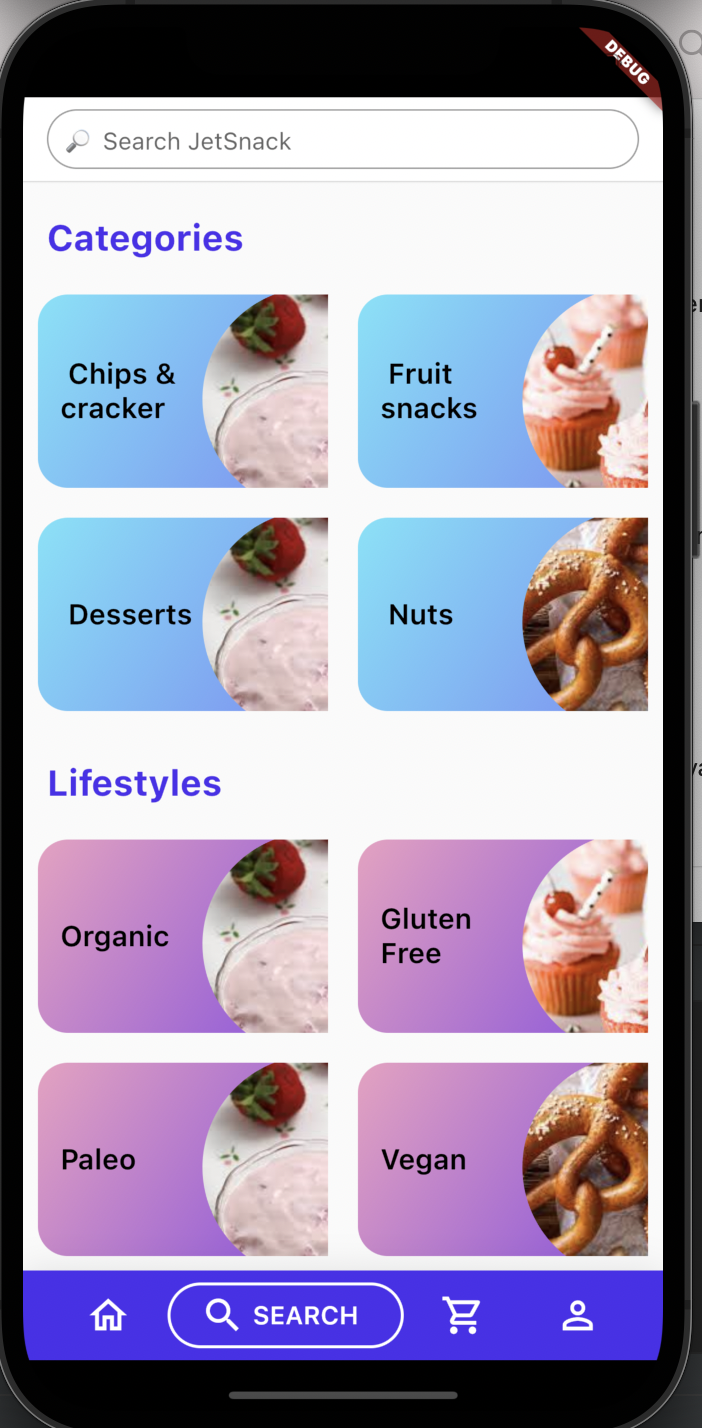 DEBUG
Search JetSnack
Categories
Chips &
cracker
Fruit
snacks
Desserts
Nuts
Lifestyles
Organic
Gluten
Free
Paleo
Vegan
SEARCH